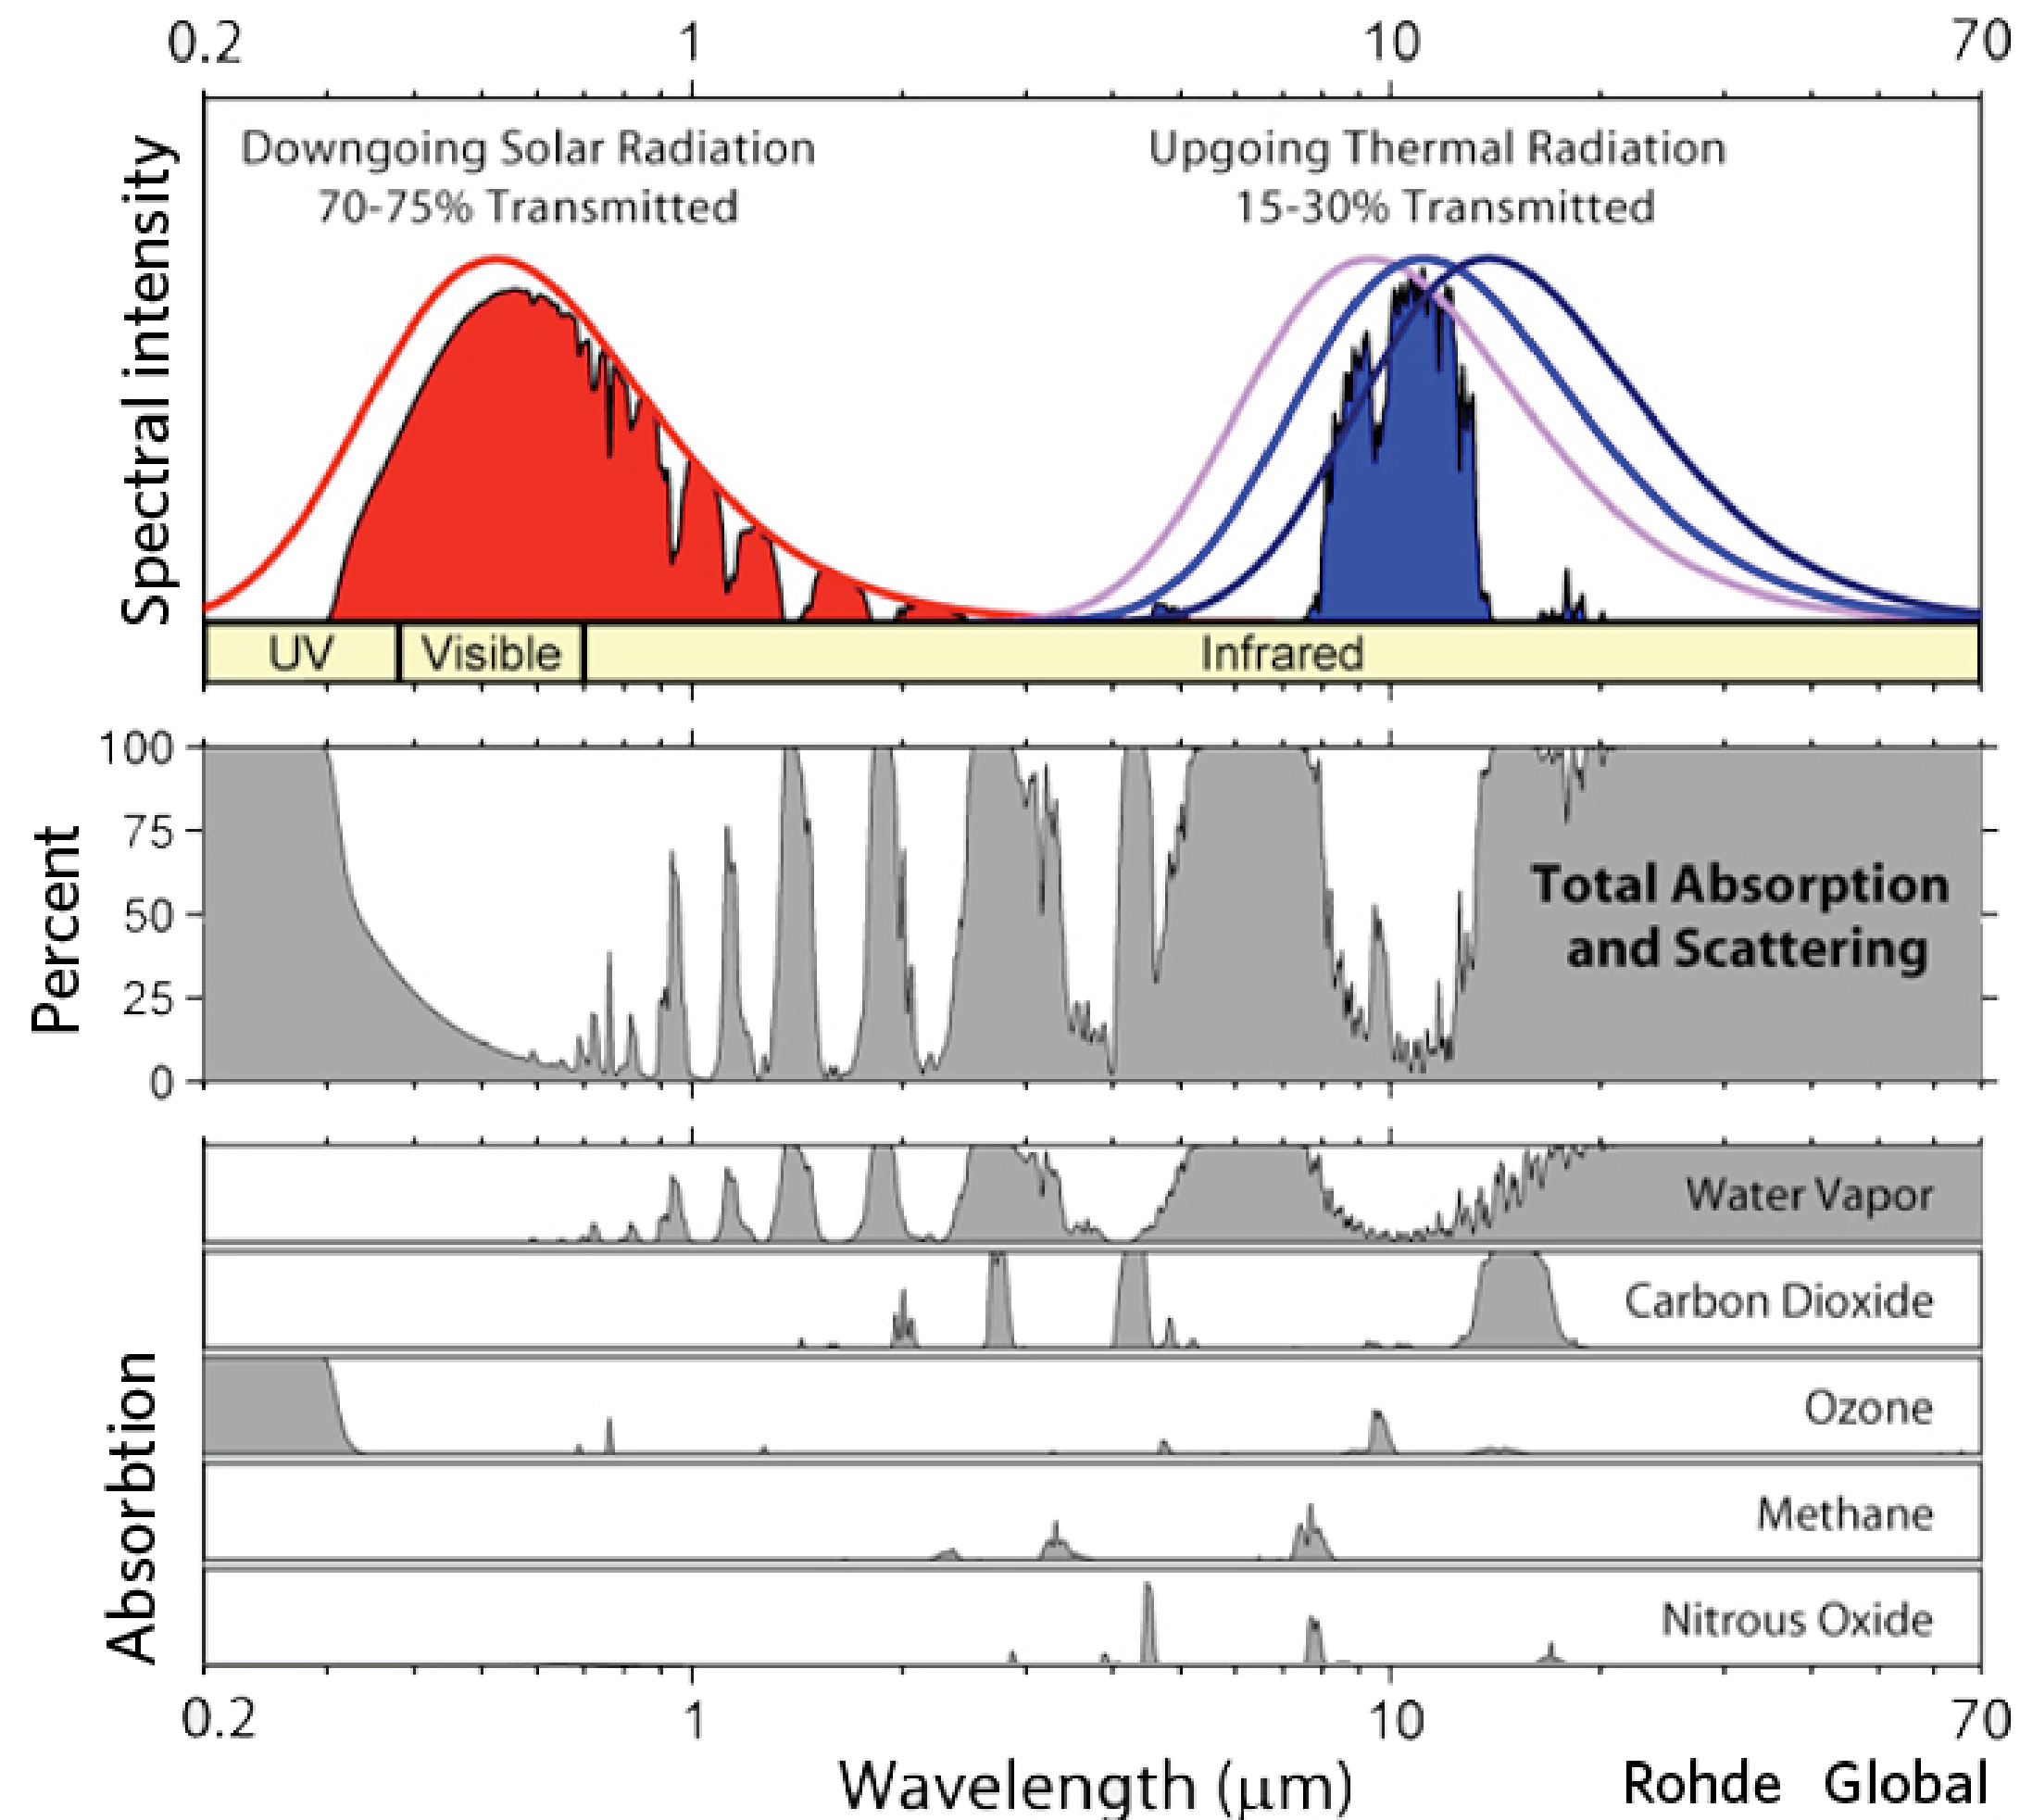 0.2 1 10 70
Downgoing Solar Radiation
70-75% Transmitted
Upgoing Thermal Radiation
15-30% Transmitted
Spectral intensity
UV Visible Infrared
100
75
50
25
0
Percent
Total Absorption
and Scattering
Water Vapor
Carbon Dioxide
Ozone
Methane
Nitrous Oxide
Absorbtion
0.2 1 10 70
Wavelength (μm)
Rohde Global